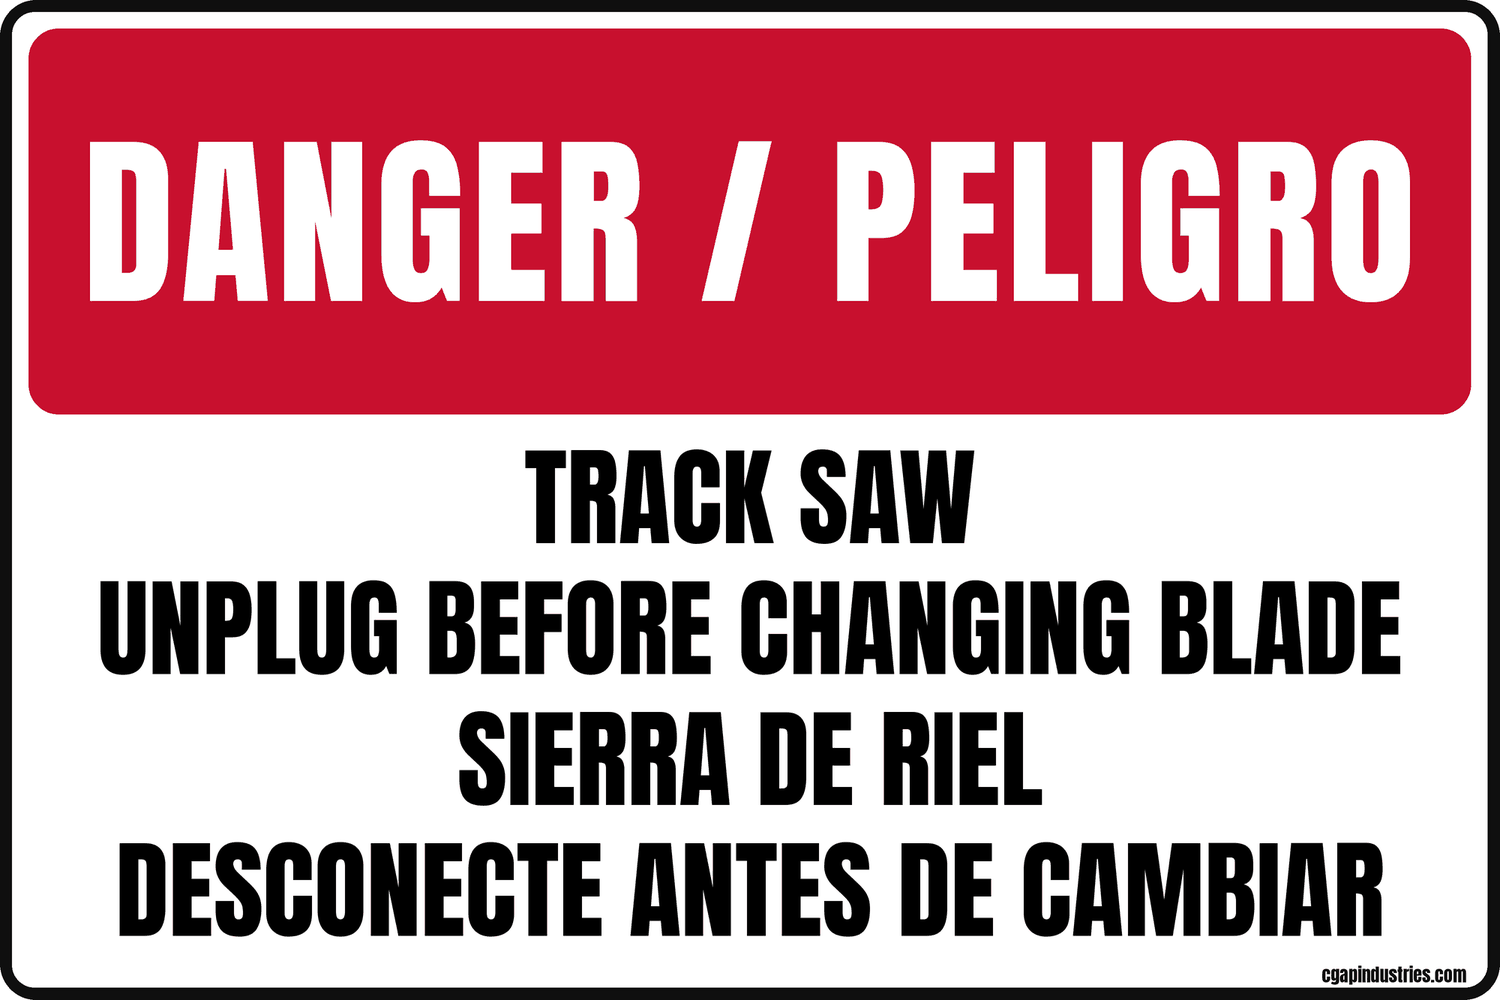 DANGER / PELIGRO
TRACK SAW
UNPLUG BEFORE CHANGING BLADE
SIERRA DE RIEL
DESCONECTE ANTES DE CAMBIAR
cgapindustries.com